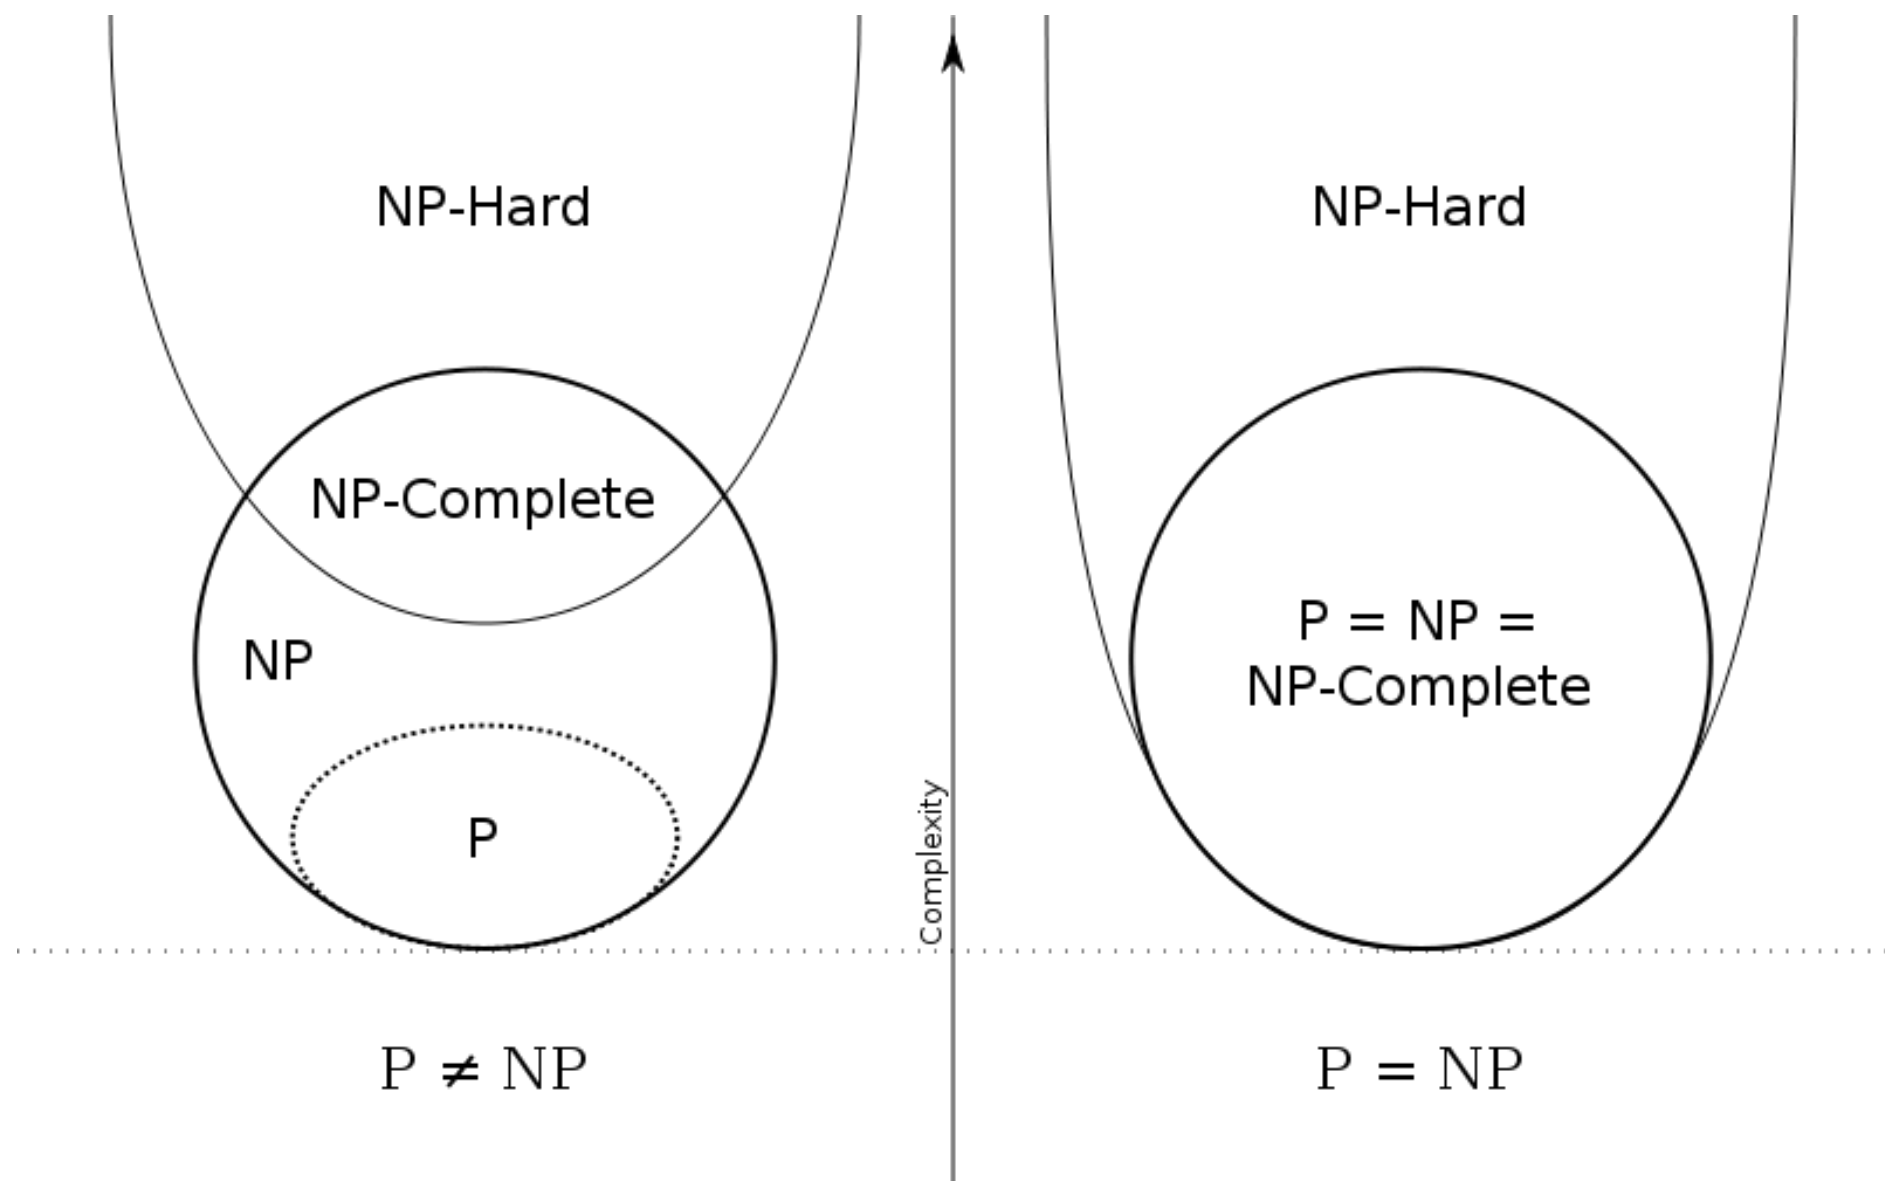 NP-Hard
NP-Complete
NP
P
P ≠ NP
Complexity
NP-Hard
P = NP =
NP-Complete
P = NP